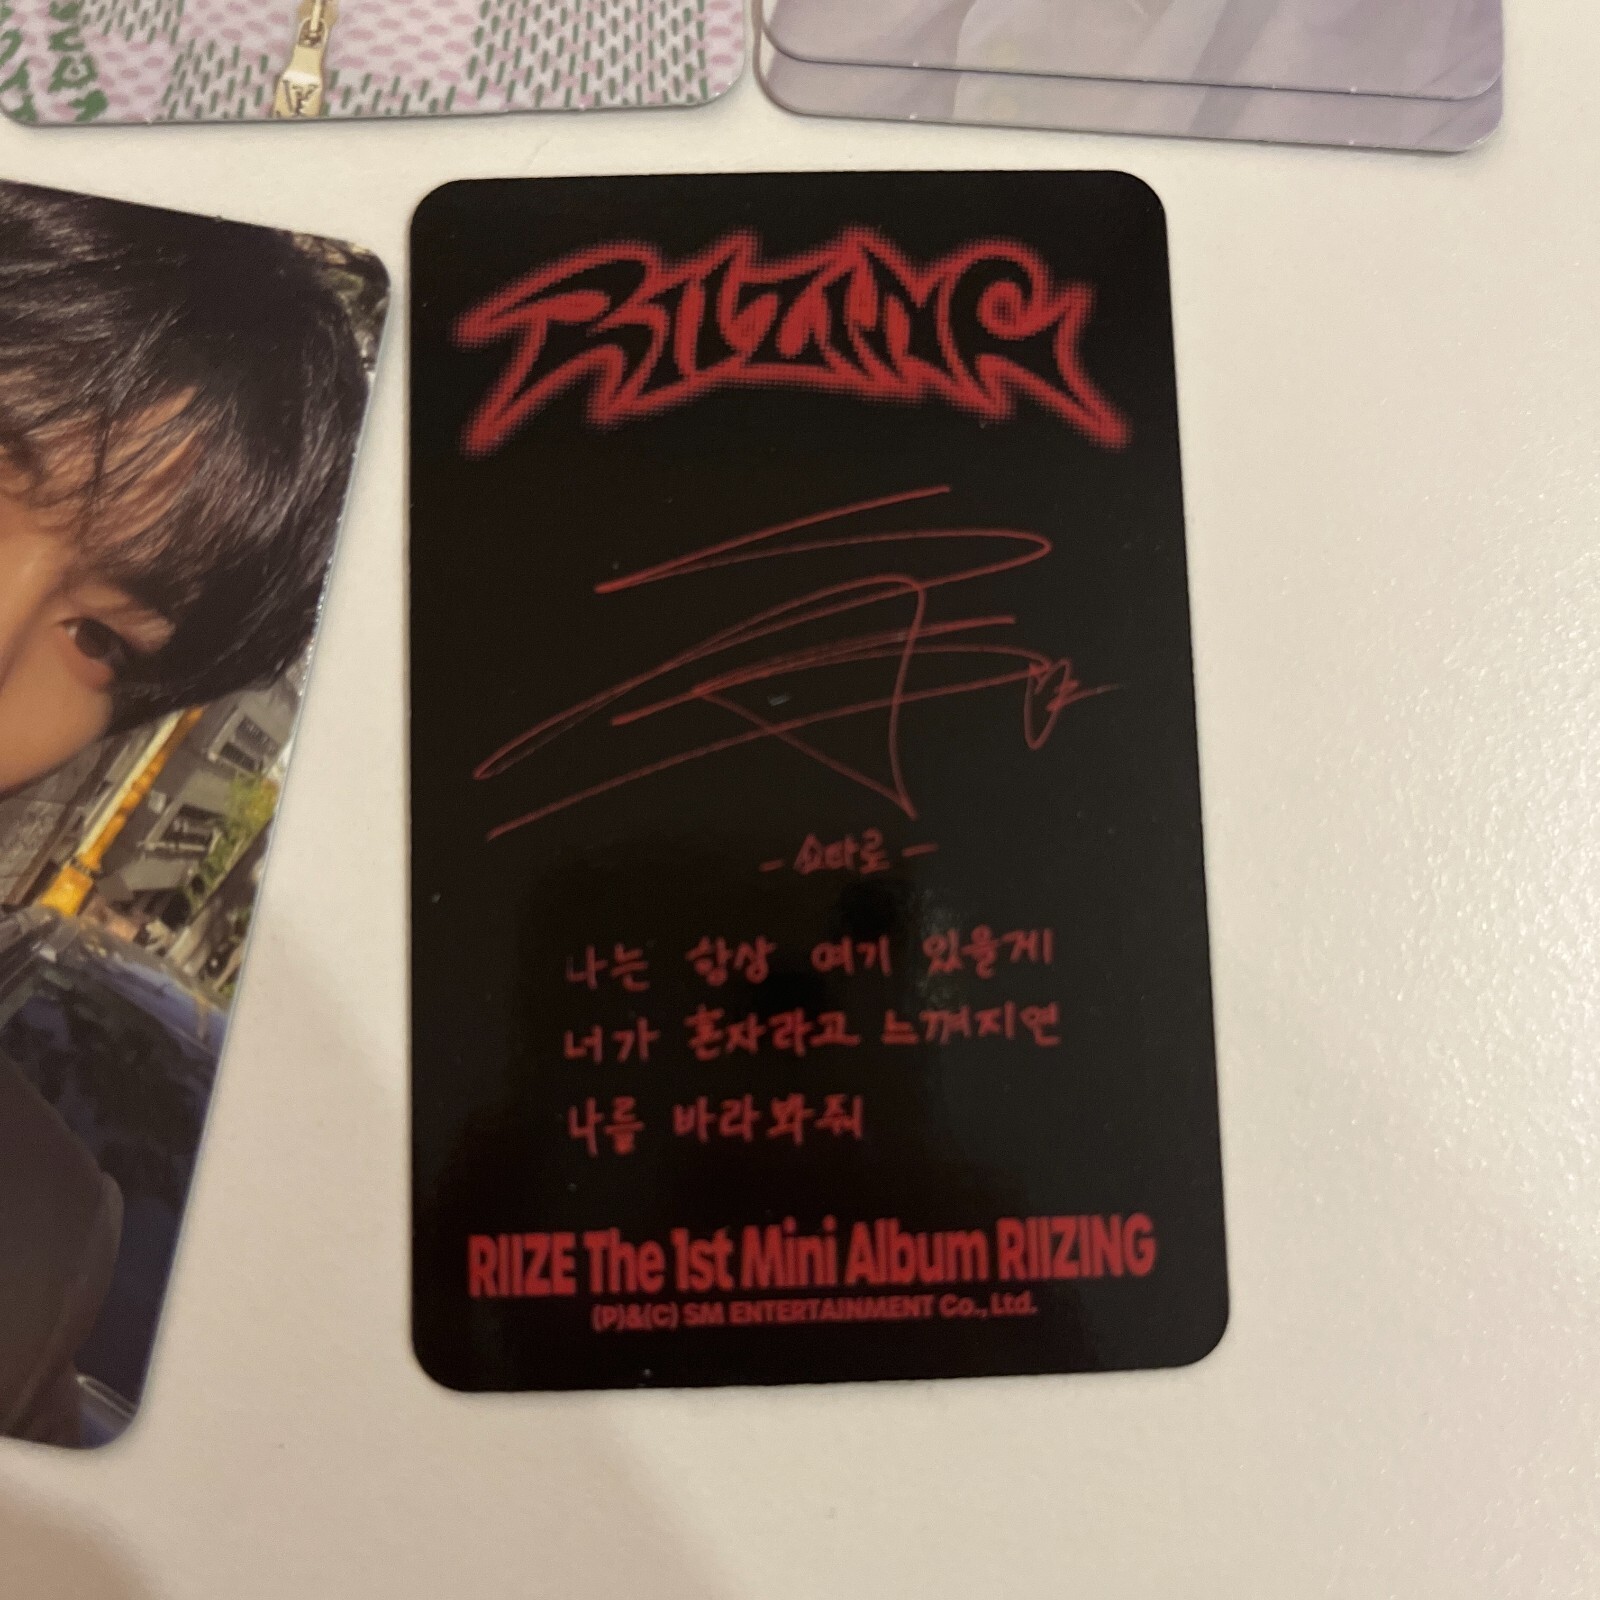 RIIZING
- 쇼타로 -
나는 항상 여기 있을게
너가 혼자라고 느껴지면
나를 바라봐줘
RIIZE The 1st Mini Album RIIZING
(P)&(C) SM ENTERTAINMENT Co., Ltd.